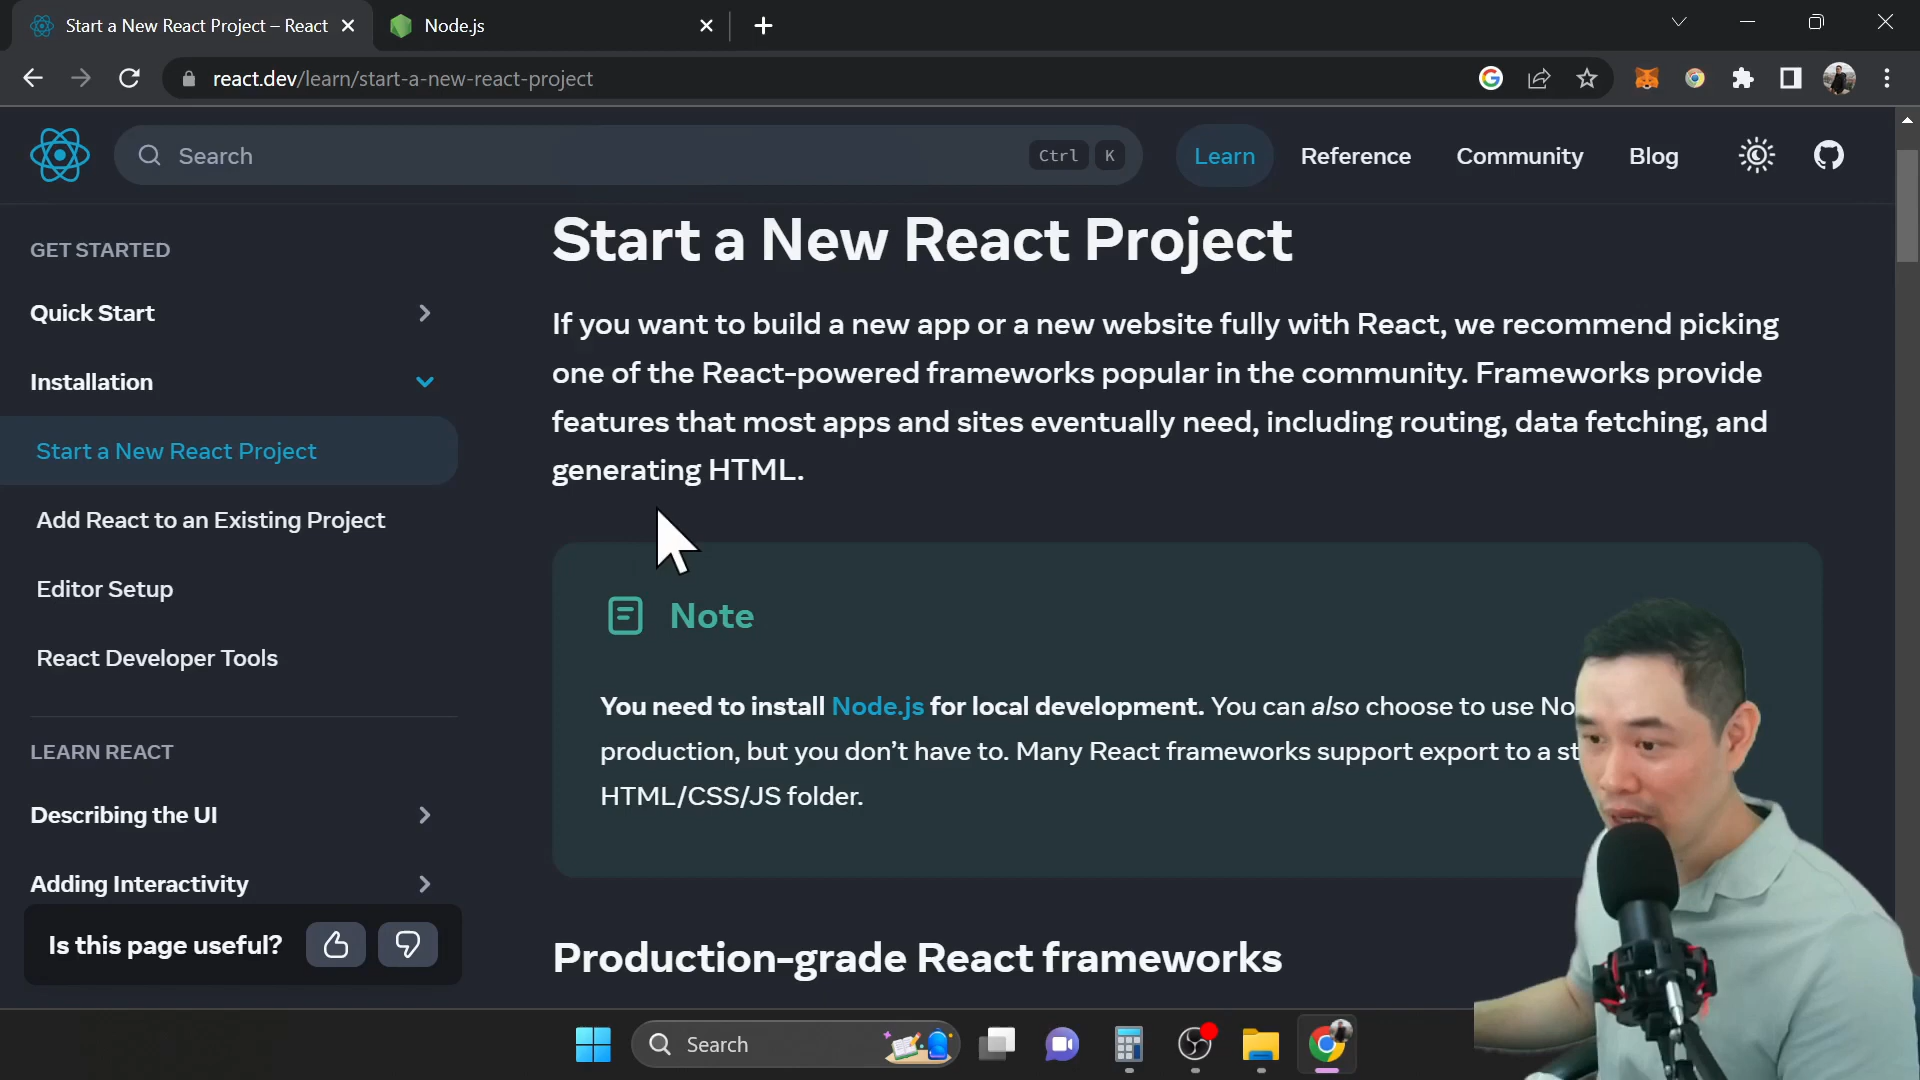 Start a New React Project – React
Node.js
react.dev/learn/start-a-new-react-project
Search
Ctrl K
Learn
Reference
Community
Blog
GET STARTED
Quick Start
Installation
Start a New React Project
Add React to an Existing Project
Editor Setup
React Developer Tools
LEARN REACT
Describing the UI
Adding Interactivity
Is this page useful?
Start a New React Project
If you want to build a new app or a new website fully with React, we recommend picking
one of the React-powered frameworks popular in the community. Frameworks provide
features that most apps and sites eventually need, including routing, data fetching, and
generating HTML.
Note
You need to install Node.js for local development. You can also choose to use
production, but you don’t have to. Many React frameworks support export to a
HTML/CSS/JS folder.
Production-grade React frameworks
Search